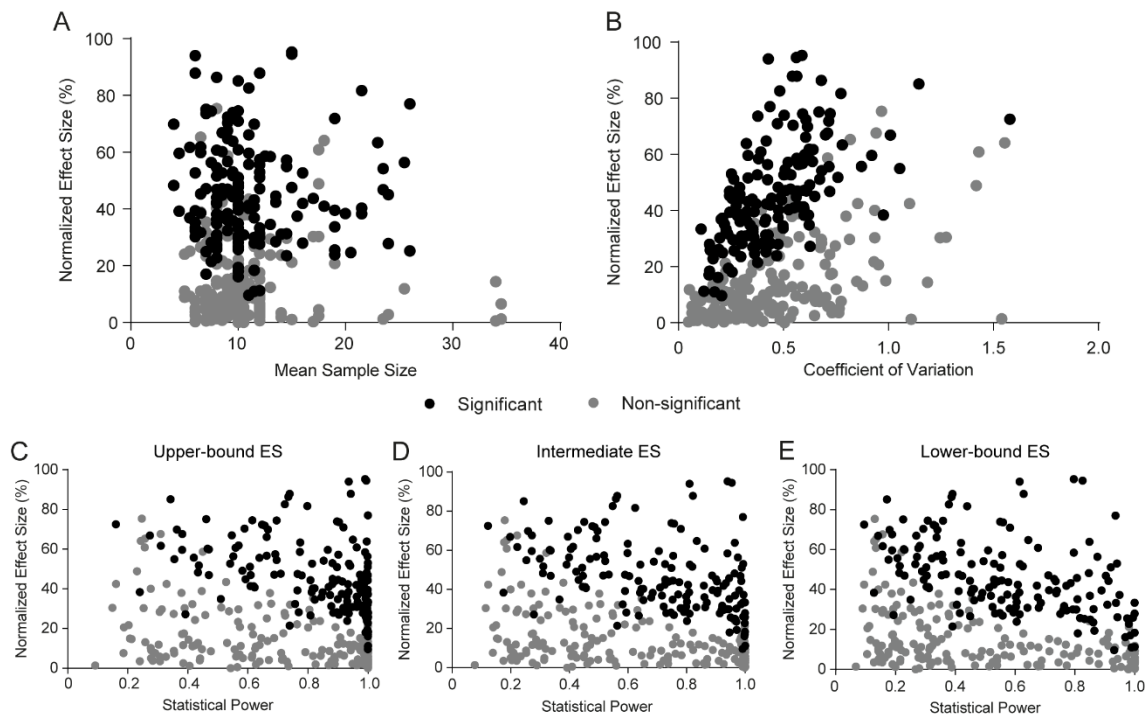 A
B
Normalized Effect Size (%)
100
80
60
40
20
0
0
10
20
30
40
Mean Sample Size
Normalized Effect Size (%)
100
80
60
40
20
0
0
0.5
1.0
1.5
2.0
Coefficient of Variation
Significant
Non-significant
C
Upper-bound ES
Normalized Effect Size (%)
100
80
60
40
20
0
0
0.2
0.4
0.6
0.8
1.0
Statistical Power
D
Intermediate ES
Normalized Effect Size (%)
100
80
60
40
20
0
0
0.2
0.4
0.6
0.8
1.0
Statistical Power
E
Lower-bound ES
Normalized Effect Size (%)
100
80
60
40
20
0
0
0.2
0.4
0.6
0.8
1.0
Statistical Power